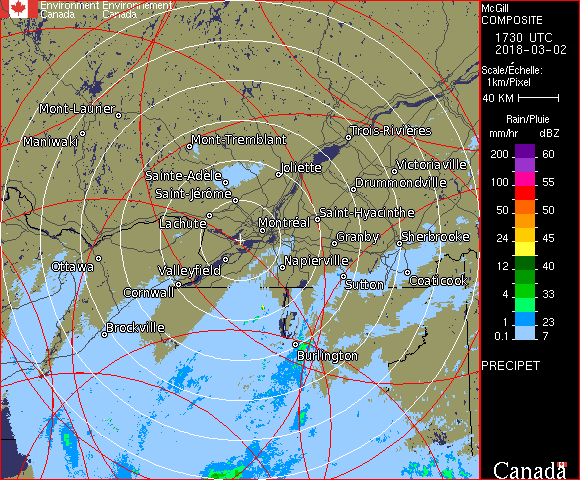 Environment Environnement
Canada Canada
McGill
COMPOSITE
1730 UTC
2018-03-02
Scale/Échelle:
1km/Pixel
40 KM
Rain/Pluie
mm/hr dBZ
200 60
150 57
100 55
50 50
24 45
12 40
4 33
1 23
0.1 7
PRECIPET
Canada
Mont-Laurier
Maniwaki
Mont-Tremblant
Trois-Rivières
Sainte-Adèle
Joliette
Victoriaville
Saint-Jérôme
Drummondville
Lachute
Saint-Hyacinthe
Montréal
Granby
Sherbrooke
Ottawa
Valleyfield
Napierville
Cornwall
Sutton
Coaticook
Brockville
Burlington